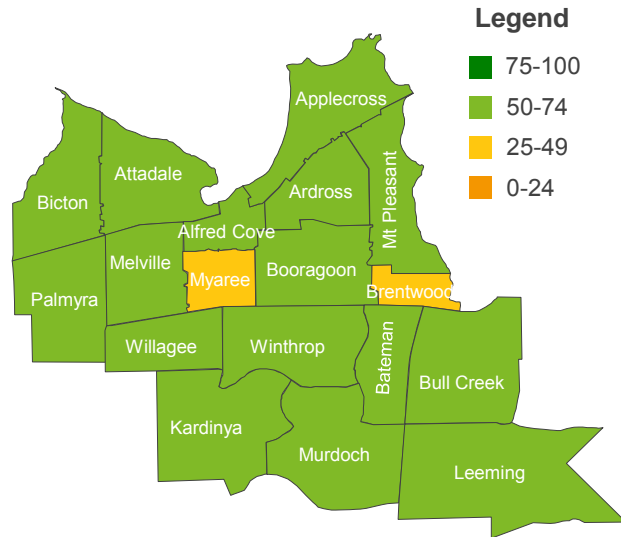 Legend
75-100
50-74
25-49
0-24
Applecross
Attadale
Ardross
Bicton
Mt Pleasant
Alfred Cove
Melville
Myaree
Booragoon
Brentwood
Palmyra
Willagee
Winthrop
Bateman
Bull Creek
Kardinya
Murdoch
Leeming